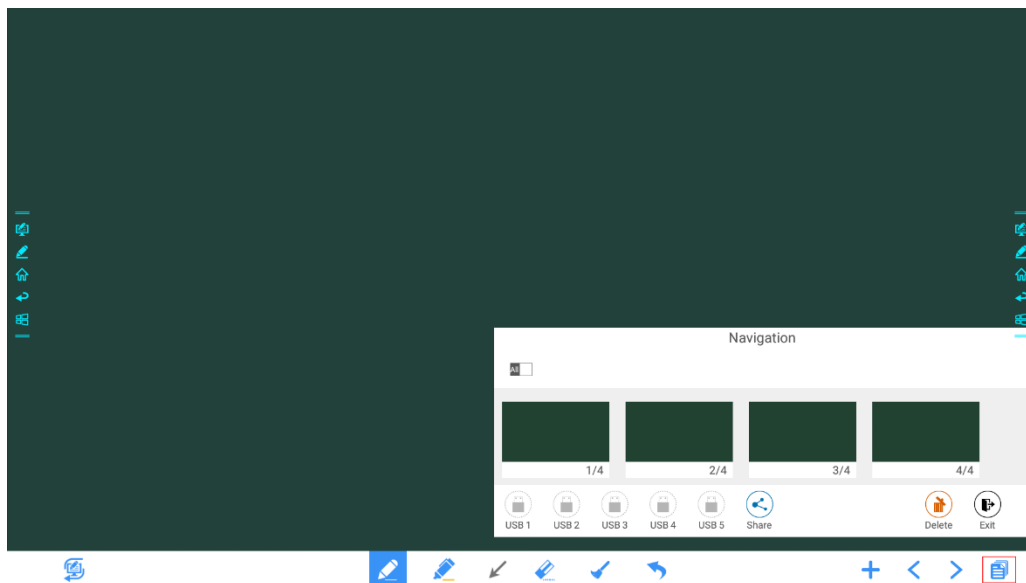 Navigation
All
1/4 2/4 3/4 4/4
USB 1 USB 2 USB 3 USB 4 USB 5 Share Delete Exit